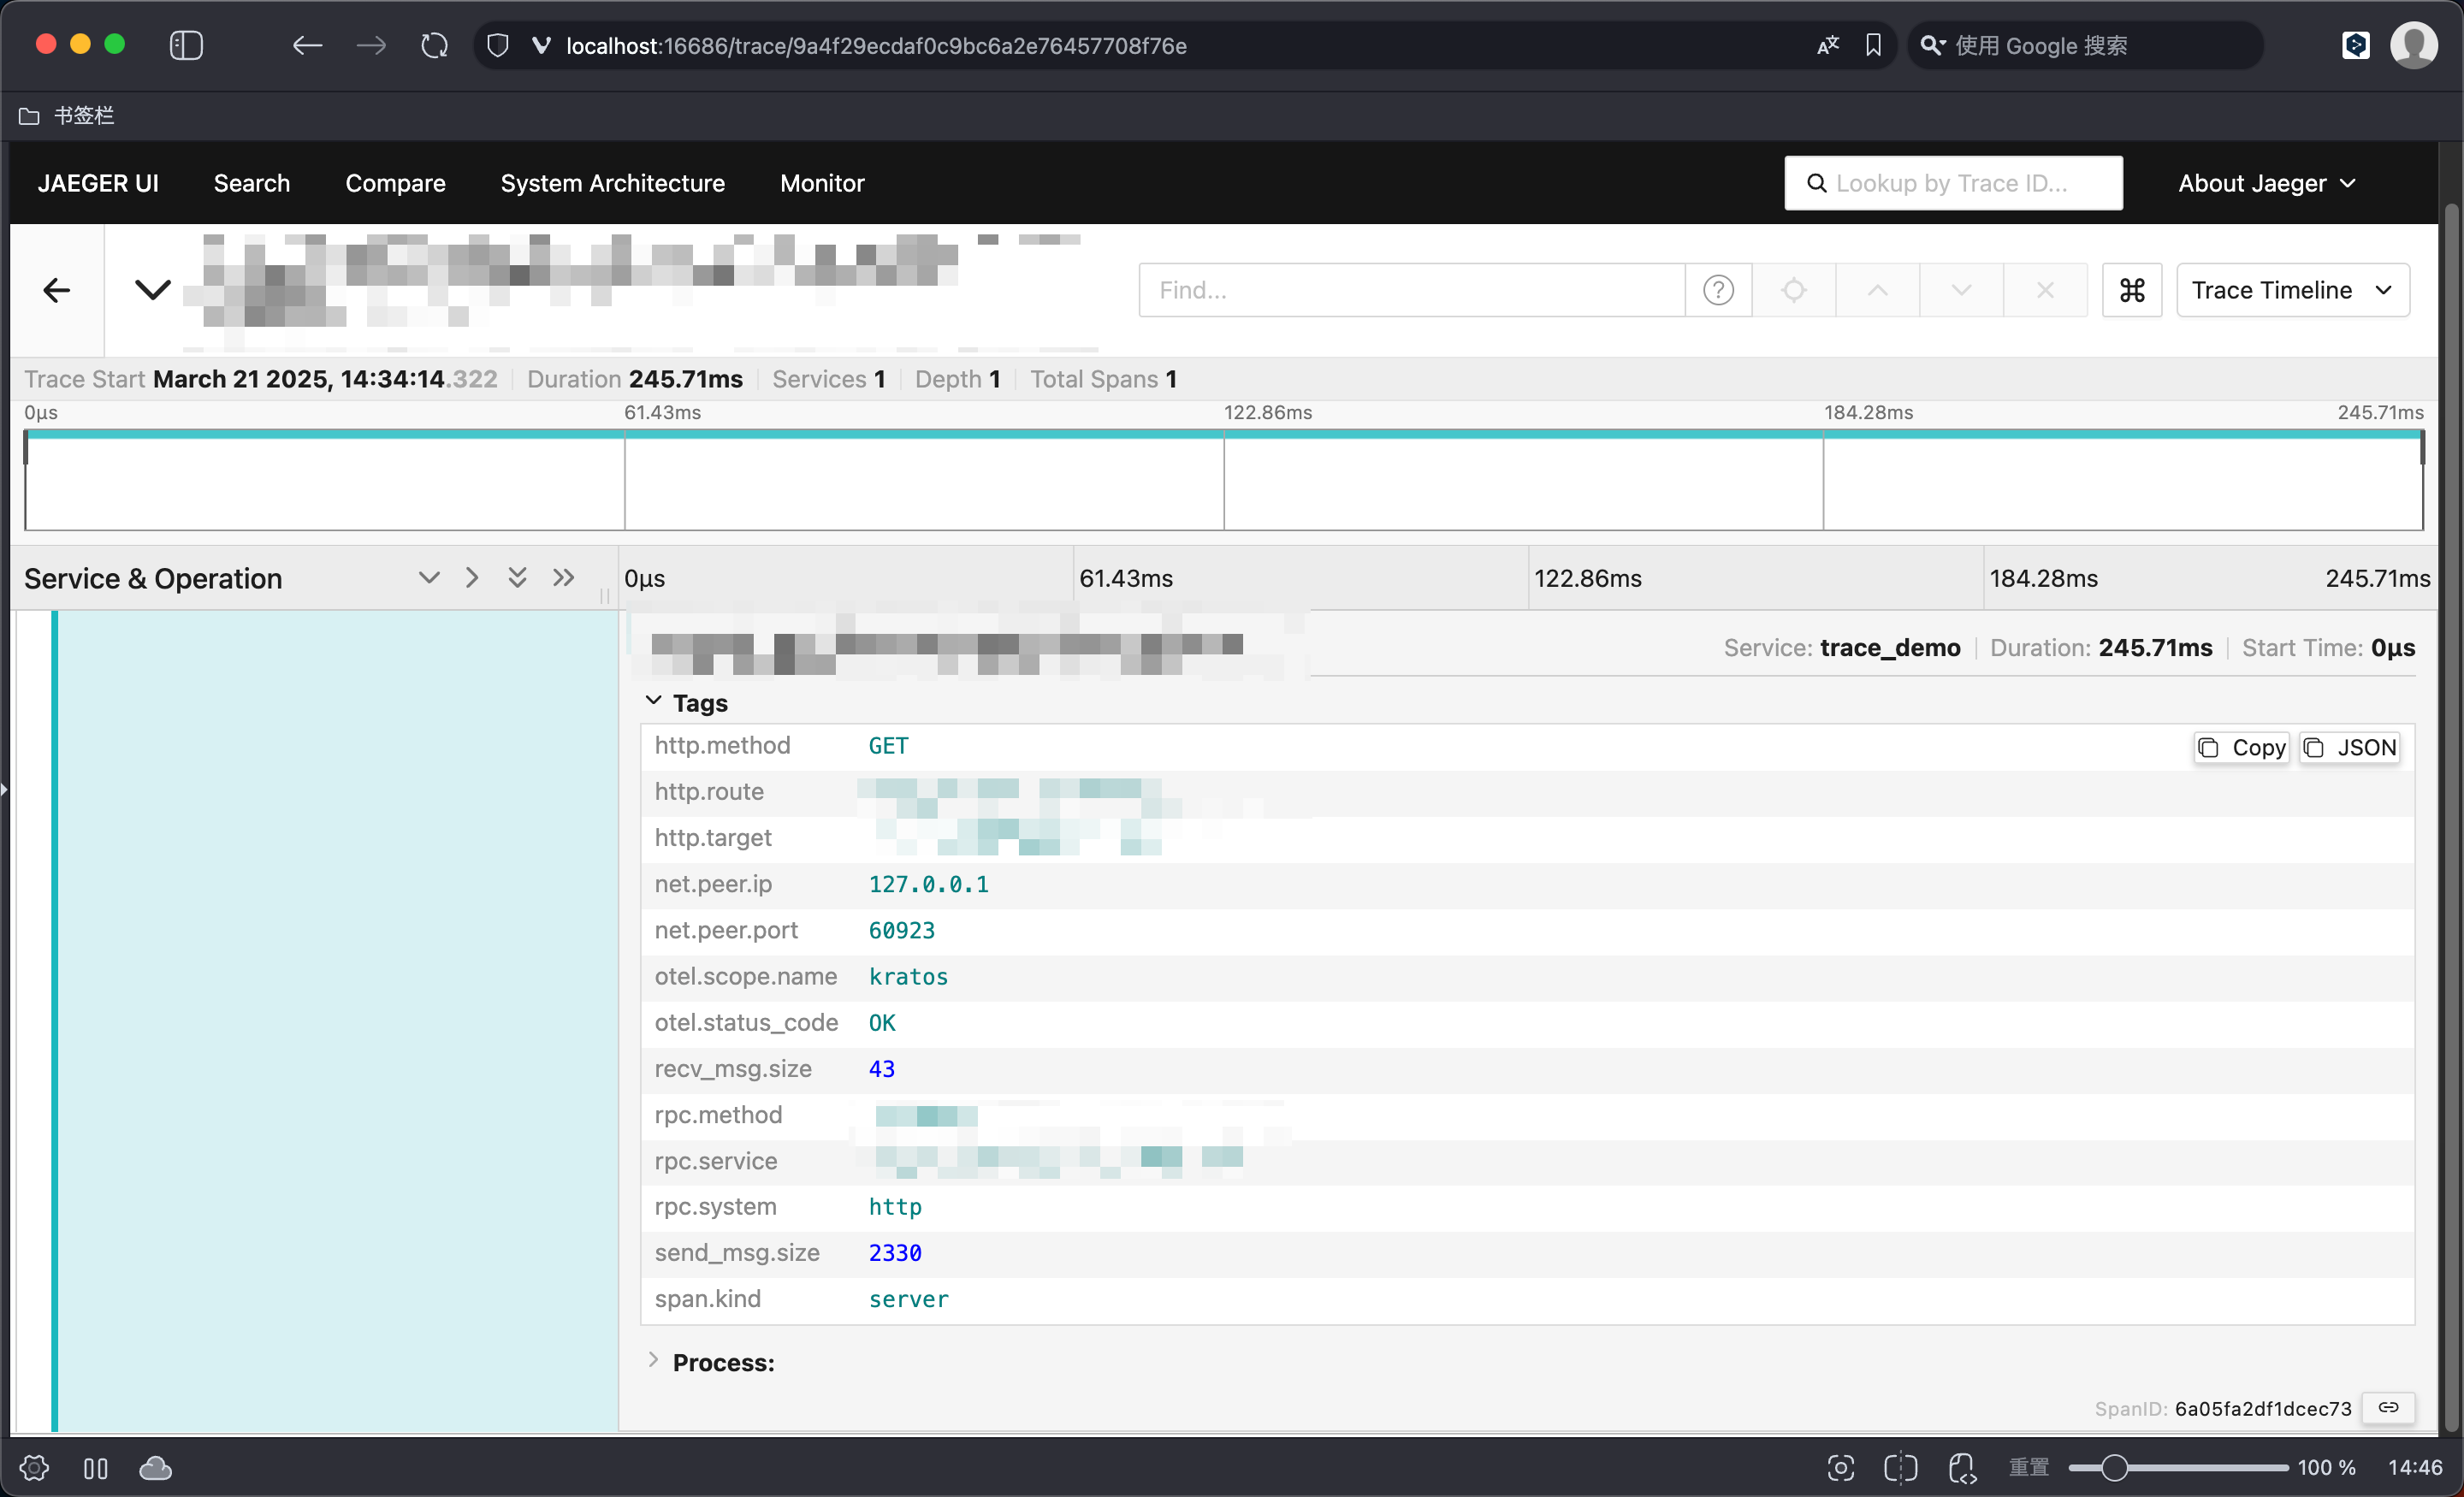 localhost:16686/trace/9a4f29ecdaf0c9bc6a2e76457708f76e
使用 Google 搜索
书签栏
JAEGER UI Search Compare System Architecture Monitor Lookup by Trace ID... About Jaeger
Find... Trace Timeline
Trace Start March 21 2025, 14:34:14.322 Duration 245.71ms Services 1 Depth 1 Total Spans 1
0μs 61.43ms 122.86ms 184.28ms 245.71ms
Service & Operation 0μs 61.43ms 122.86ms 184.28ms 245.71ms
Service: trace_demo Duration: 245.71ms Start Time: 0μs
Tags
http.method GET Copy JSON
http.route
http.target
net.peer.ip 127.0.0.1
net.peer.port 60923
otel.scope.name kratos
otel.status_code OK
recv_msg.size 43
rpc.method
rpc.service
rpc.system http
send_msg.size 2330
span.kind server
Process:
SpanID: 6a05fa2df1dcec73
重置 100 % 14:46